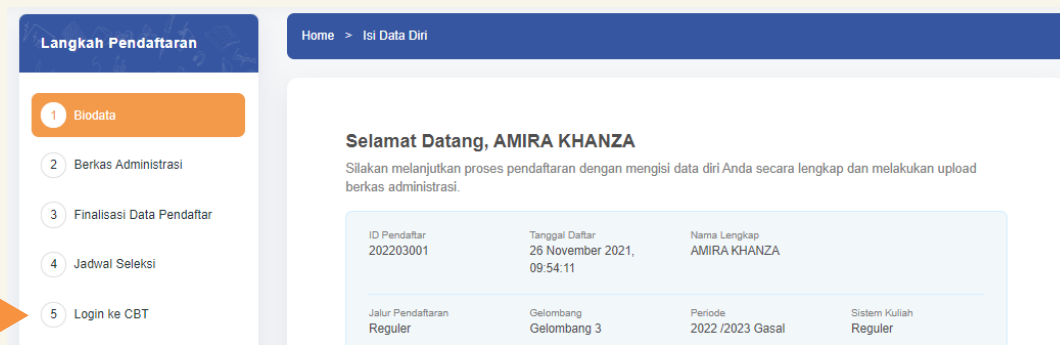 Langkah Pendaftaran
1 Biodata
2 Berkas Administrasi
3 Finalisasi Data Pendaftar
4 Jadwal Seleksi
5 Login ke CBT
Home > Isi Data Diri
Selamat Datang, AMIRA KHANZA
Silakan melanjutkan proses pendaftaran dengan mengisi data diri Anda secara lengkap dan melakukan upload
berkas administrasi.
ID Pendaftar
202203001
Tanggal Daftar
26 November 2021,
09:54:11
Nama Lengkap
AMIRA KHANZA
Jalur Pendaftaran
Reguler
Gelombang
Gelombang 3
Periode
2022 /2023 Gasal
Sistem Kuliah
Reguler